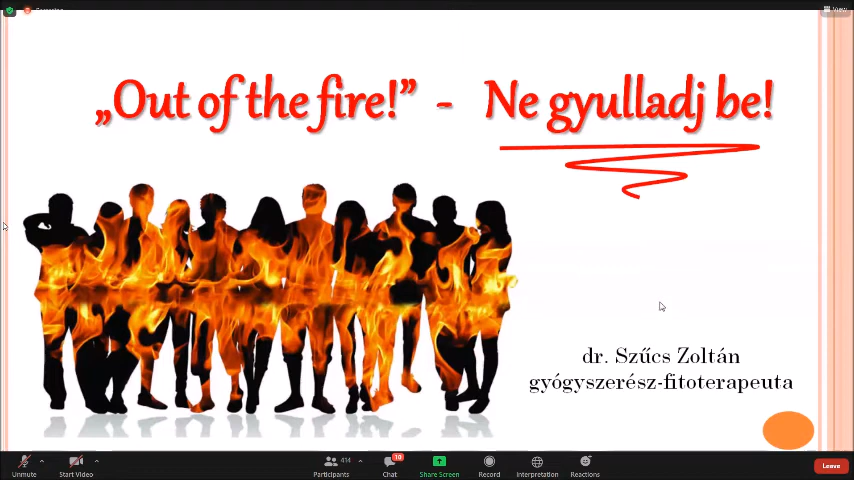 View
„Out of the fire!” - Ne gyulladj be!
dr. Szűcs Zoltán
gyógyszerész-fitoterapeuta
414
10
Unmute Start Video Participants Chat Share Screen Record Interpretation Reactions Leave